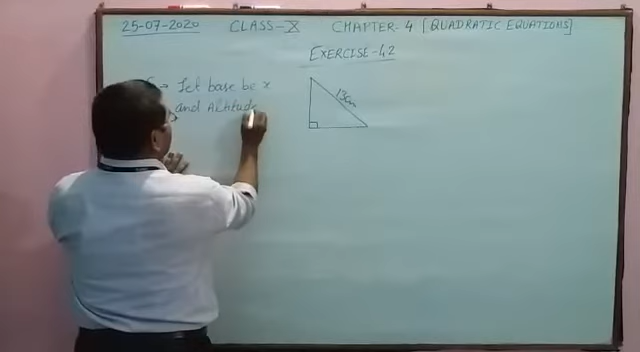 25-07-2020 CLASS-X CHAPTER-4 [QUADRATIC EQUATIONS]
EXERCISE-4.2
→ Let base be x
13cm
and Altitude